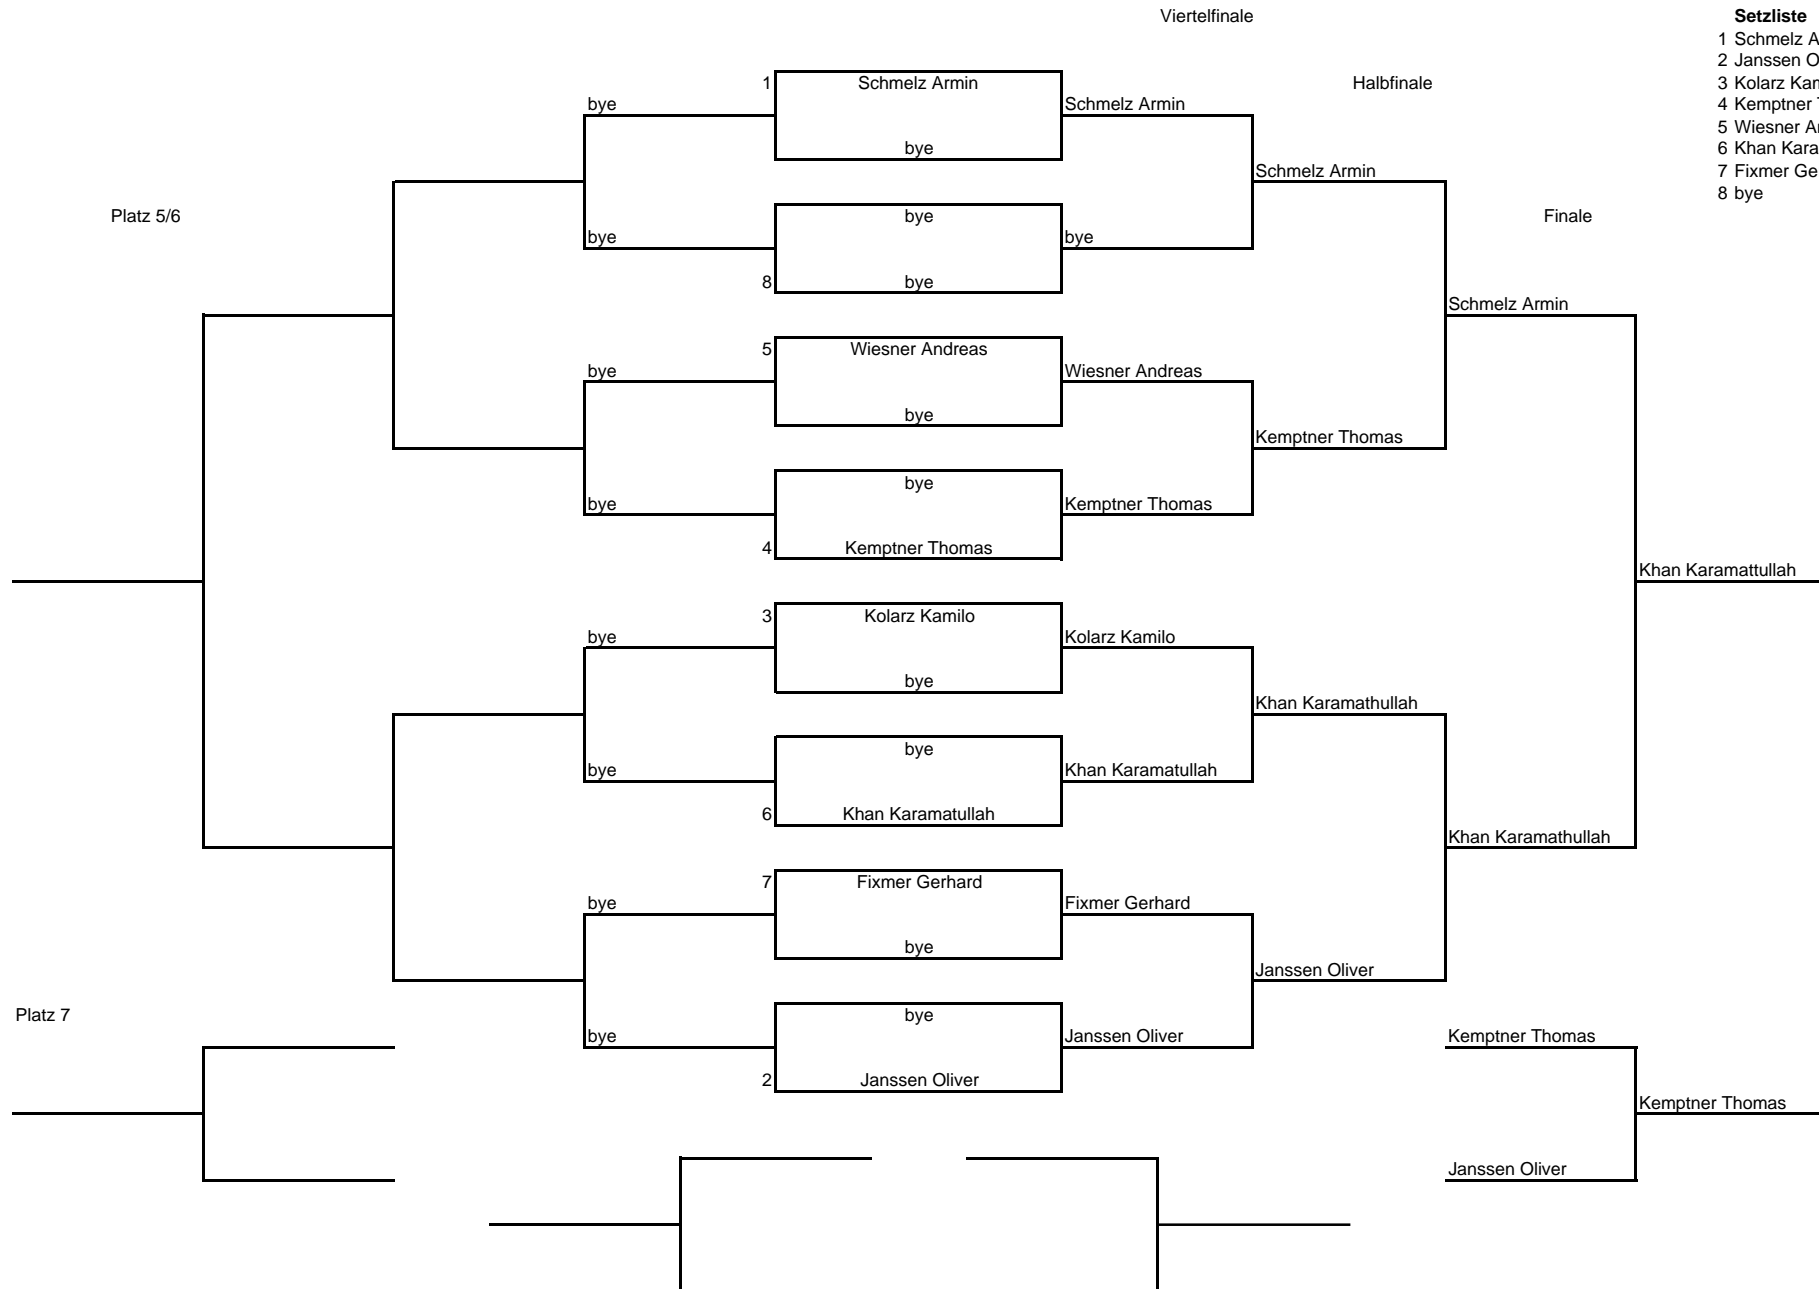 Viertelfinale
Setzliste
1 Schmelz A
2 Janssen O
3 Kolarz Kam
4 Kemptner
5 Wiesner A
6 Khan Kara
7 Fixmer Ge
8 bye
1 Schmelz Armin
Halbfinale
bye
Schmelz Armin
bye
Schmelz Armin
Platz 5/6
bye
Finale
bye
bye
8 bye
Schmelz Armin
5 Wiesner Andreas
bye
Wiesner Andreas
bye
Kemptner Thomas
bye
bye
Kemptner Thomas
4 Kemptner Thomas
Khan Karamattullah
3 Kolarz Kamilo
bye
Kolarz Kamilo
bye
Khan Karamathullah
bye
bye
Khan Karamatullah
6 Khan Karamatullah
Khan Karamathullah
7 Fixmer Gerhard
bye
Fixmer Gerhard
bye
Janssen Oliver
Platz 7
bye
bye
Janssen Oliver
Kemptner Thomas
2 Janssen Oliver
Kemptner Thomas
Janssen Oliver